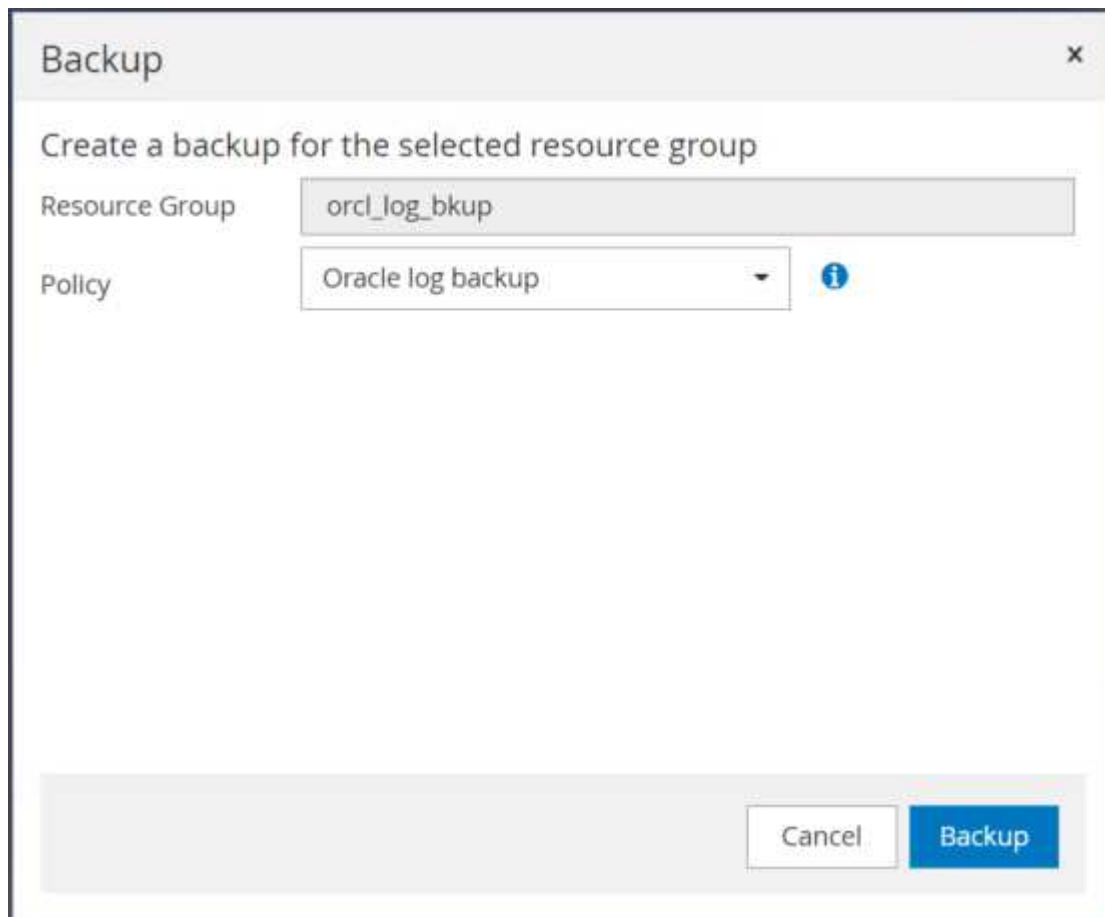 Backup
×
Create a backup for the selected resource group
Resource Group orcl_log_bkup
Policy Oracle log backup
Cancel Backup